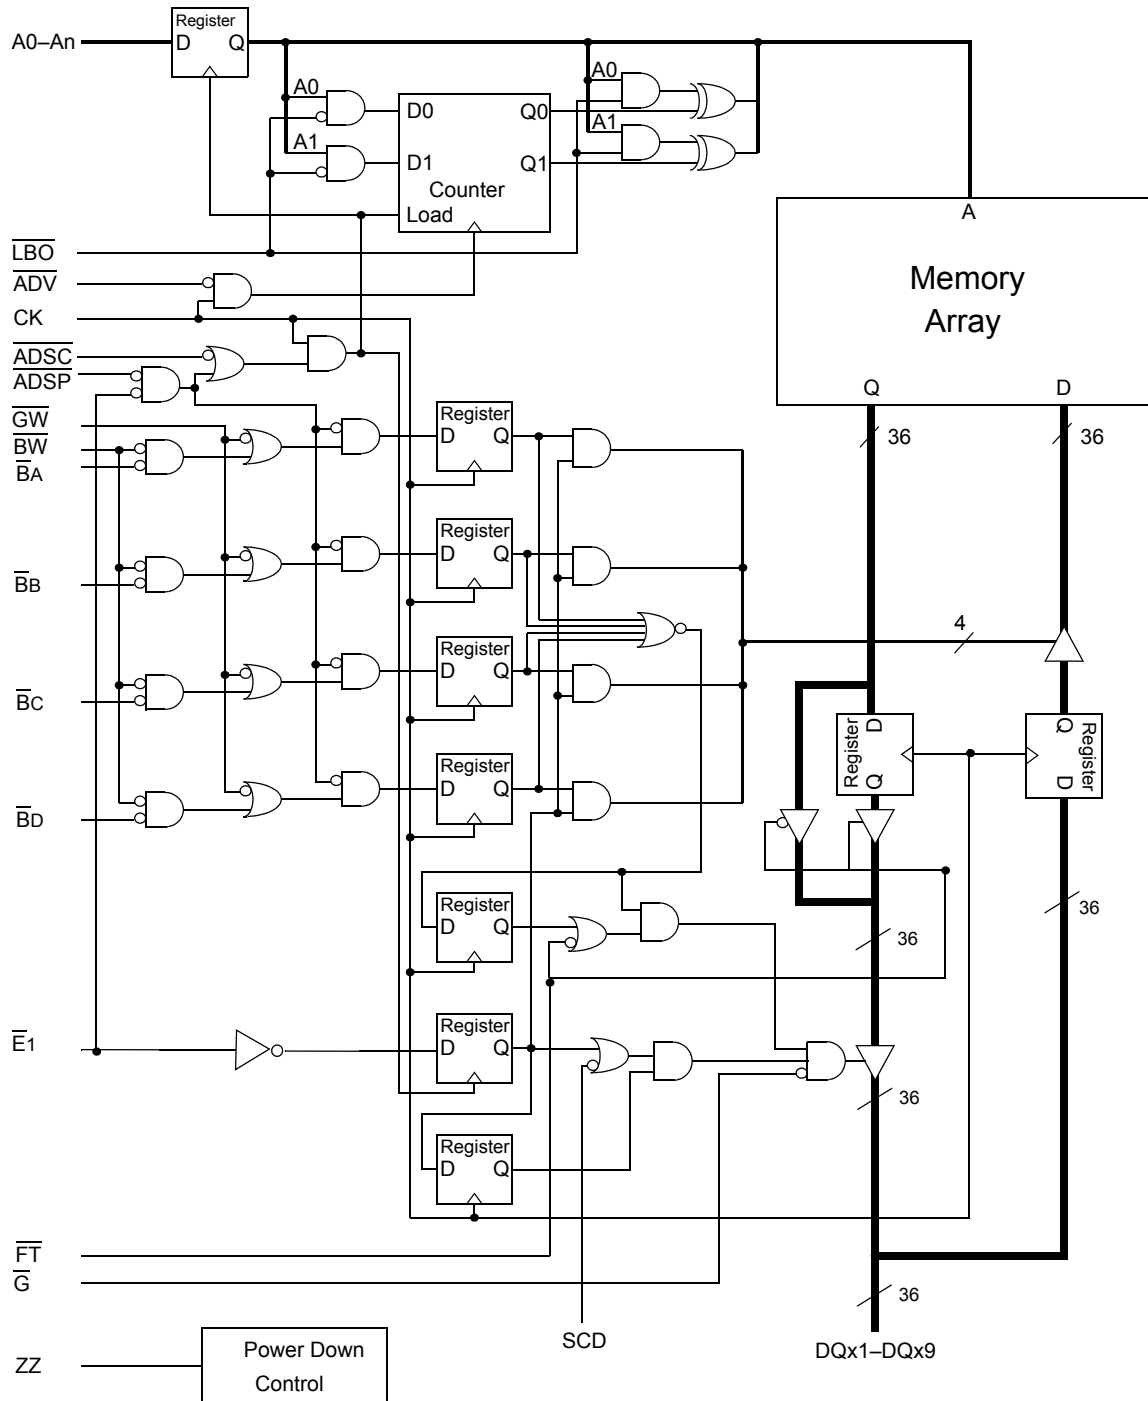 Register
A0–An
D Q
A0
A0
D0 Q0
A1
A1
D1 Q1
Counter
Load
A
LBO
ADV
CK
Memory
Array
ADSC
ADSP
Q D
GW
BW
BA
Register
D Q
36 36
Register
D Q
BB
4
Register
D Q
BC
D
Register
Q
Q
Register
D
Register
D Q
BD
36
Register
D Q
36
E1
Register
D Q
36
Register
D Q
FT
G
36
SCD
DQx1–DQx9
ZZ
Power Down
Control